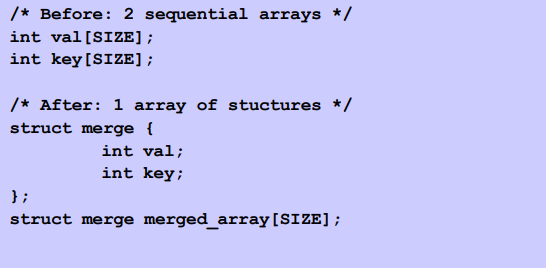 /* Before: 2 sequential arrays */
int val[SIZE];
int key[SIZE];
/* After: 1 array of stuctures */
struct merge {
int val;
int key;
};
struct merge merged_array[SIZE];